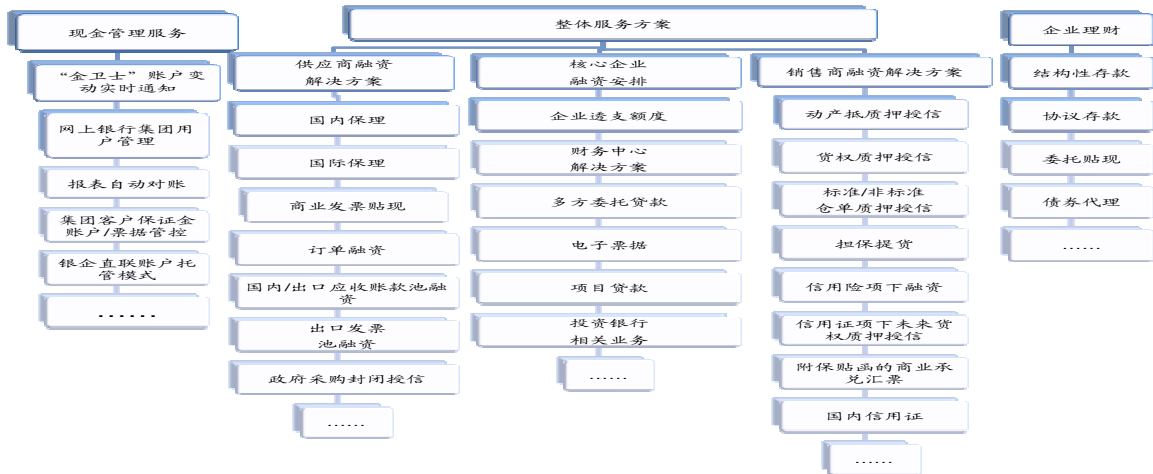 现金管理服务
“金卫士”账户变
动实时通知
网上银行集团用
户管理
报表自动对账
集团客户保证金
账户/票据管控
银企直联账户托
管模式
......
整体服务方案
供应商融资
解决方案
国内保理
国际保理
商业发票贴现
订单融资
国内/出口应收账款池融
资
出口发票
池融资
政府采购封闭授信
......
核心企业
融资安排
企业透支额度
财务中心
解决方案
多方委托贷款
电子票据
项目贷款
投资银行
相关业务
......
销售商融资解决方案
动产抵质押授信
货权质押授信
标准/非标准
仓单质押授信
担保提货
信用险项下融资
信用证项下未来货
权质押授信
附保贴函的商业承
兑汇票
国内信用证
......
企业理财
结构性存款
协议存款
委托贴现
债券代理
......